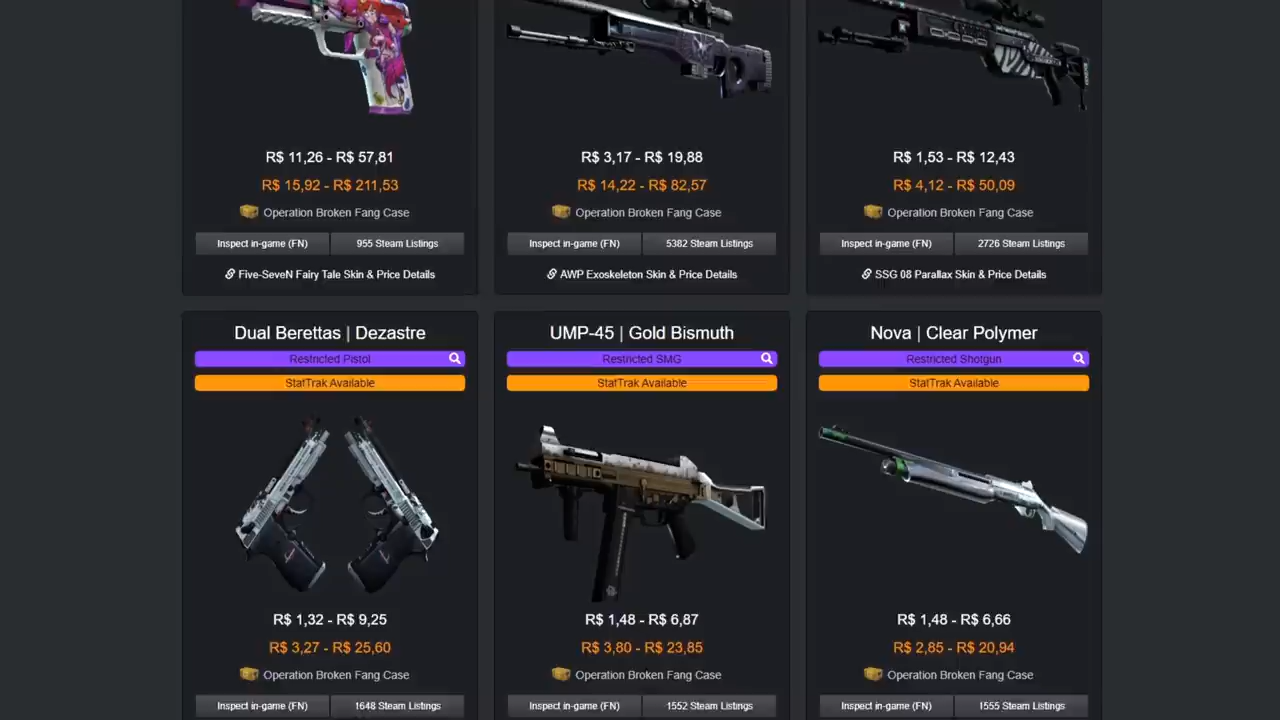 R$ 11,26 - R$ 57,81
R$ 15,92 - R$ 211,53
Operation Broken Fang Case
Inspect in-game (FN)
955 Steam Listings
Five-SeveN Fairy Tale Skin & Price Details
R$ 3,17 - R$ 19,88
R$ 14,22 - R$ 82,57
Operation Broken Fang Case
Inspect in-game (FN)
5382 Steam Listings
AWP Exoskeleton Skin & Price Details
R$ 1,53 - R$ 12,43
R$ 4,12 - R$ 50,09
Operation Broken Fang Case
Inspect in-game (FN)
2726 Steam Listings
SSG 08 Parallax Skin & Price Details
Dual Berettas | Dezastre
Restricted Pistol
StatTrak Available
R$ 1,32 - R$ 9,25
R$ 3,27 - R$ 25,60
Operation Broken Fang Case
Inspect in-game (FN)
1648 Steam Listings
UMP-45 | Gold Bismuth
Restricted SMG
StatTrak Available
R$ 1,48 - R$ 6,87
R$ 3,80 - R$ 23,85
Operation Broken Fang Case
Inspect in-game (FN)
1552 Steam Listings
Nova | Clear Polymer
Restricted Shotgun
StatTrak Available
R$ 1,48 - R$ 6,66
R$ 2,85 - R$ 20,94
Operation Broken Fang Case
Inspect in-game (FN)
1555 Steam Listings